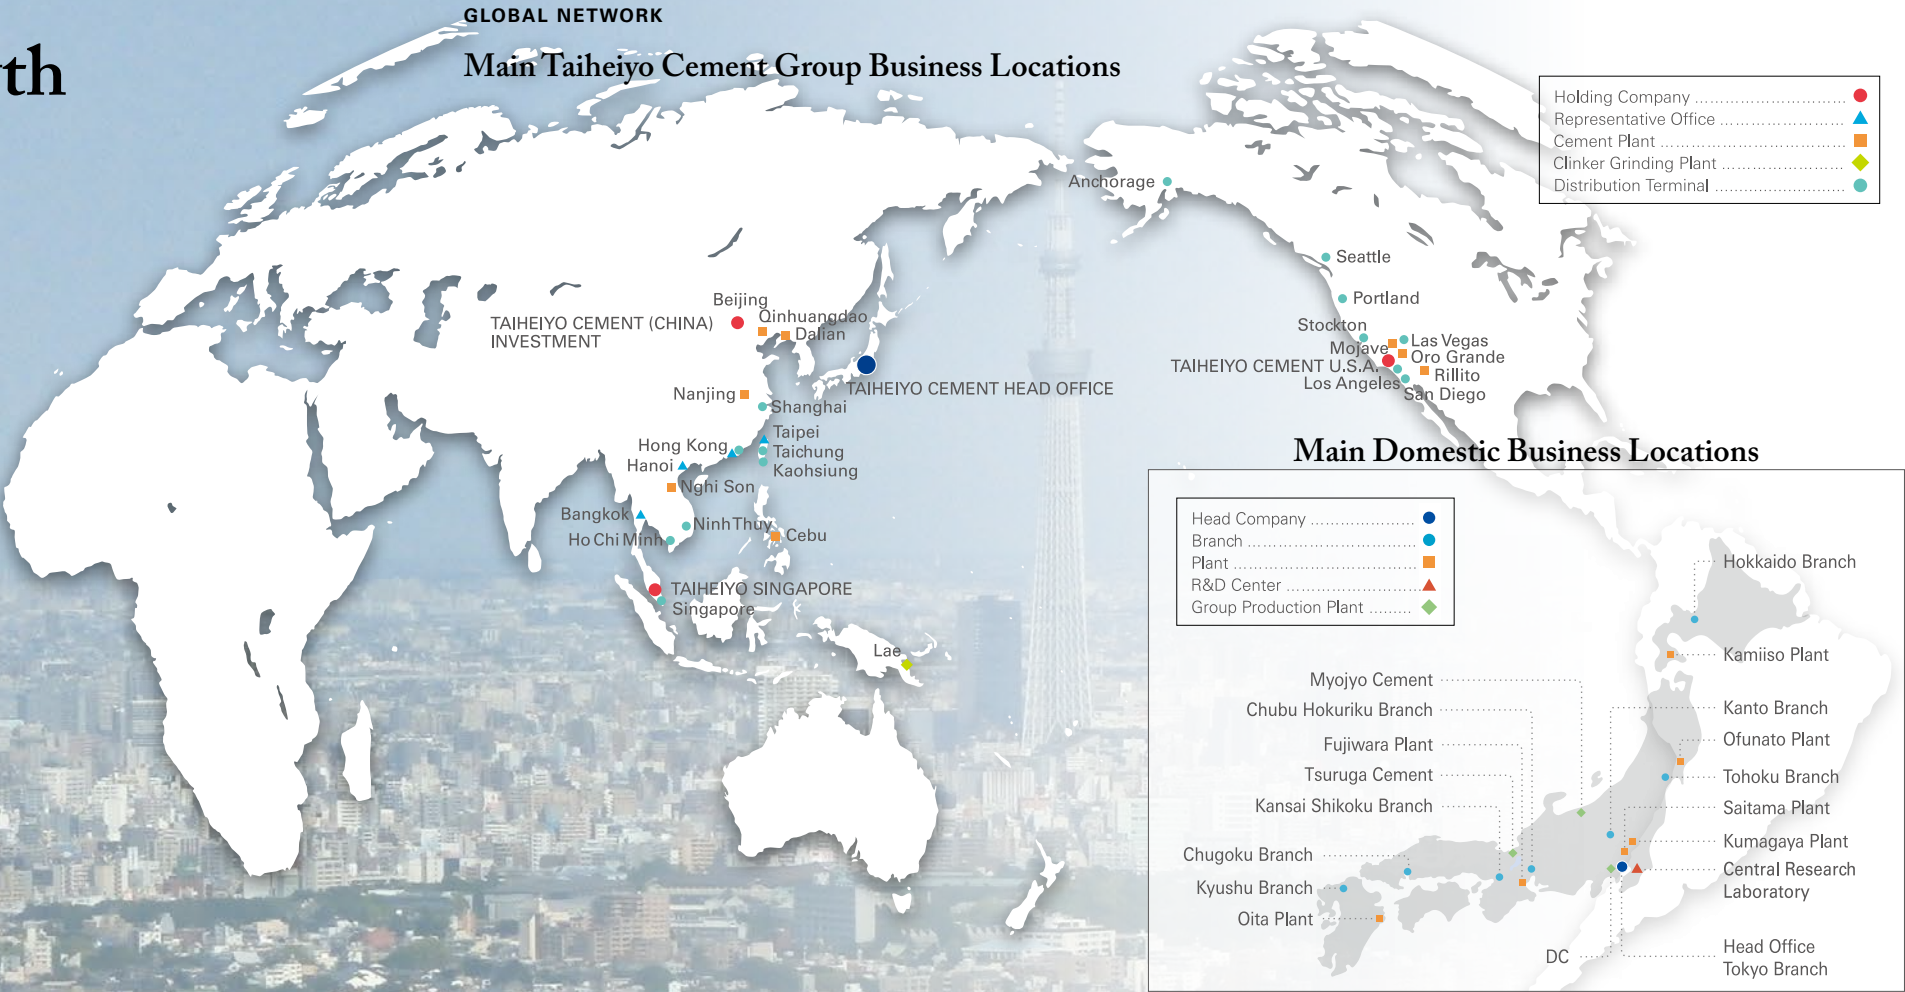 GLOBAL NETWORK
th
Main Taiheiyo Cement Group Business Locations
Holding Company
Representative Office
Cement Plant
Clinker Grinding Plant
Distribution Terminal
Anchorage
Seattle
Portland
Stockton
Las Vegas
Mojave
Oro Grande
TAIHEIYO CEMENT U.S.A.
Rillito
Los Angeles
San Diego
Beijing
TAIHEIYO CEMENT (CHINA)
INVESTMENT
Qinhuangdao
Dalian
TAIHEIYO CEMENT HEAD OFFICE
Nanjing
Shanghai
Taipei
Hong Kong
Taichung
Hanoi
Kaohsiung
Nghi Son
Bangkok
Ninh Thuy
Ho Chi Minh
Cebu
TAIHEIYO SINGAPORE
Singapore
Lae
Main Domestic Business Locations
Head Company
Branch
Plant
R&D Center
Group Production Plant
Hokkaido Branch
Kamiiso Plant
Myojyo Cement
Chubu Hokuriku Branch
Fujiwara Plant
Tsuruga Cement
Kansai Shikoku Branch
Chugoku Branch
Kyushu Branch
Oita Plant
Kanto Branch
Ofunato Plant
Tohoku Branch
Saitama Plant
Kumagaya Plant
Central Research
Laboratory
DC
Head Office
Tokyo Branch